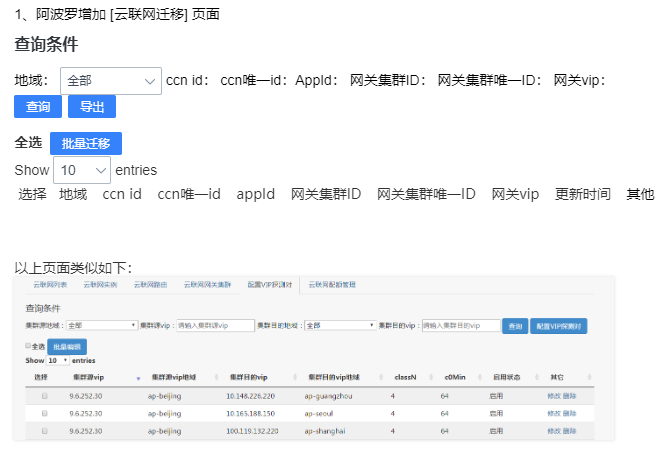 1、阿波罗增加 [云联网迁移] 页面
查询条件
地域： 全部 ccn id： ccn唯一id：AppId： 网关集群ID： 网关集群唯一ID： 网关vip：
查询 导出
全选 批量迁移
Show 10 entries
选择 地域 ccn id ccn唯一id appId 网关集群ID 网关集群唯一ID 网关vip 更新时间 其他
以上页面类似如下：
云联网列表 云联网实例 云联网路由 云联网网关集群 配置VIP探测对 云联网配额管理
查询条件
集群源地域： 全部 集群源vip： 请输入集群源vip 集群目的地域： 全部 集群目的vip： 请输入集群目的vip 查询 配置VIP探测对
全选 批量编辑
Show 10 entries
选择 集群源vip 集群源vip地域 集群目的vip 集群目的vip地域 classN c0Min 启用状态 其它
9.6.252.30 ap-beijing 10.148.226.220 ap-guangzhou 4 64 启用 修改 删除
9.6.252.30 ap-beijing 10.165.188.150 ap-seoul 4 64 启用 修改 删除
9.6.252.30 ap-beijing 100.119.132.220 ap-shanghai 4 64 启用 修改 删除